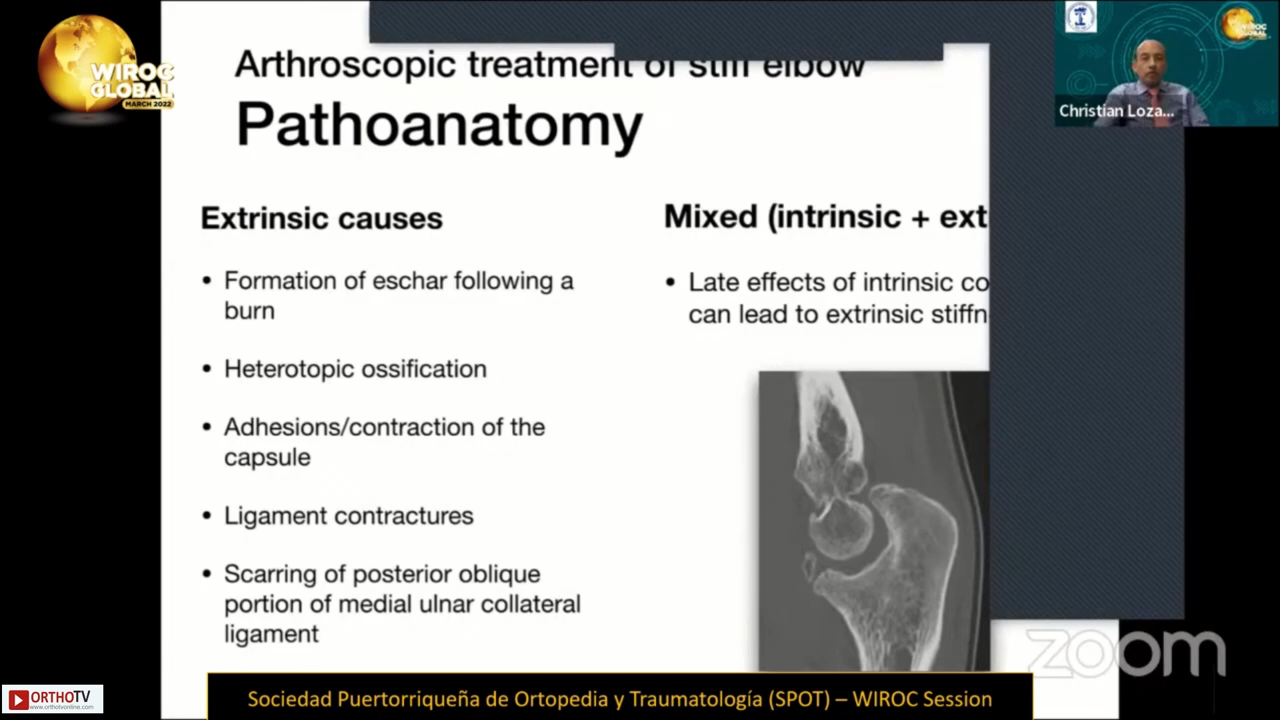 WIROC
GLOBAL
MARCH 2022
Arthroscopic treatment of stiff elbow
Pathoanatomy
Christian Loza...
Extrinsic causes
• Formation of eschar following a
burn
• Heterotopic ossification
• Adhesions/contraction of the
capsule
• Ligament contractures
• Scarring of posterior oblique
portion of medial ulnar collateral
ligament
Mixed (intrinsic + ext
• Late effects of intrinsic co
can lead to extrinsic stiffn
zoom
ORTHOTV
www.orthotvonline.com
Sociedad Puertorriqueña de Ortopedia y Traumatología (SPOT) – WIROC Session